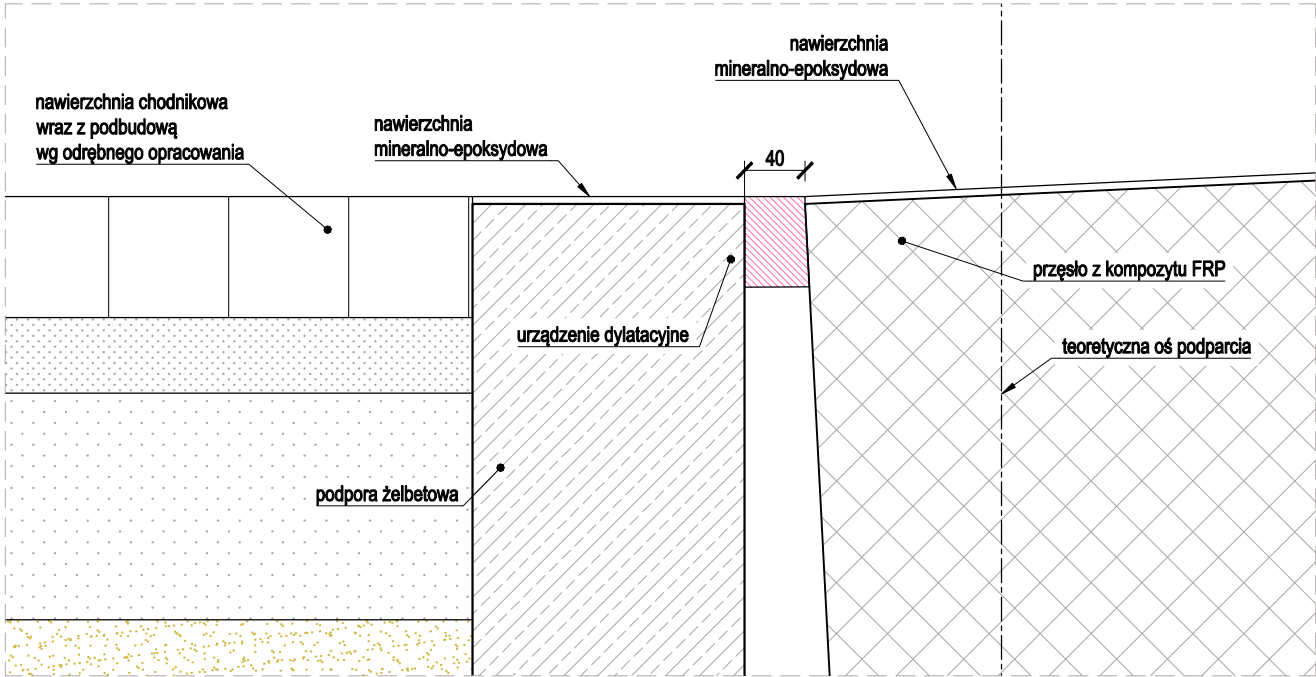 nawierzchnia
mineralno-epoksydowa
nawierzchnia chodnikowa
wraz z podbudową
wg odrębnego opracowania
nawierzchnia
mineralno-epoksydowa
40
przęsło z kompozytu FRP
urządzenie dylatacyjne
teoretyczna oś podparcia
podpora żelbetowa